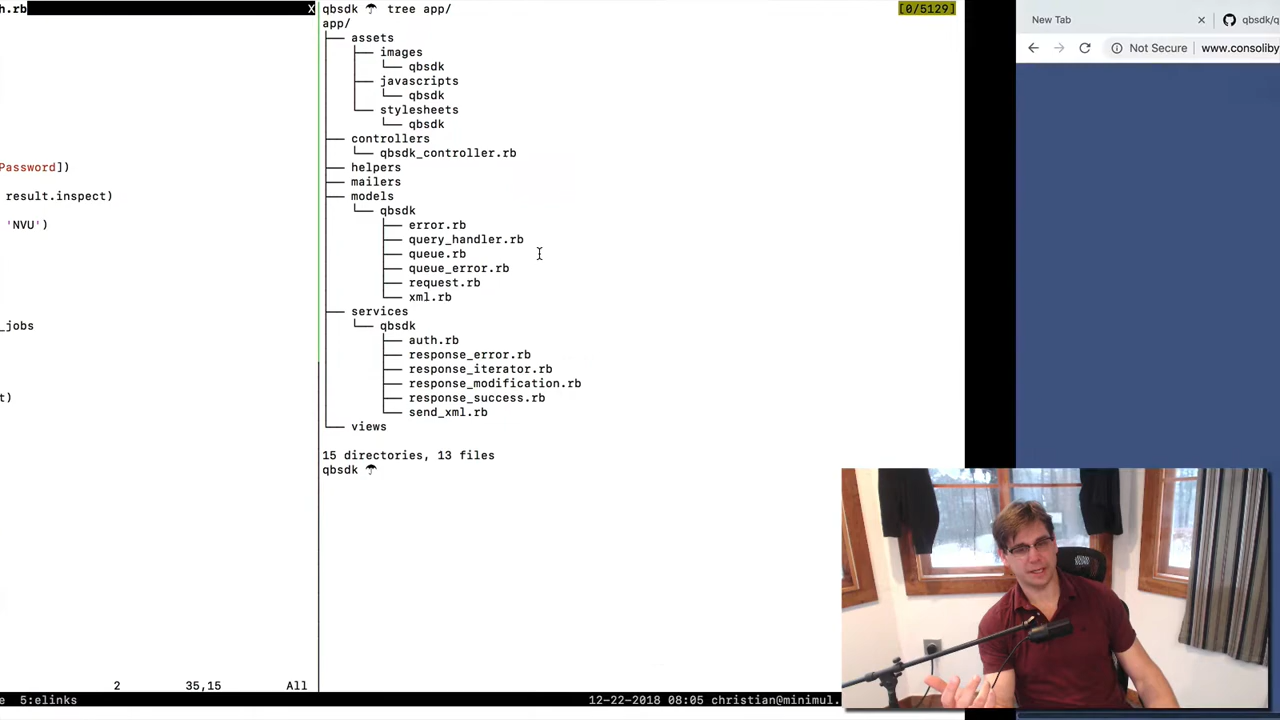 h.rb X
Password])
result.inspect)
'NVU')
_jobs
t)
2 35,15 All
qbsdk ☂ tree app/ [0/5129]
app/
├── assets
│   ├── images
│   │   └── qbsdk
│   ├── javascripts
│   │   └── qbsdk
│   └── stylesheets
│       └── qbsdk
├── controllers
│   └── qbsdk_controller.rb
├── helpers
├── mailers
├── models
│   └── qbsdk
│       ├── error.rb
│       ├── query_handler.rb
│       ├── queue.rb
│       ├── queue_error.rb
│       ├── request.rb
│       └── xml.rb
├── services
│   └── qbsdk
│       ├── auth.rb
│       ├── response_error.rb
│       ├── response_iterator.rb
│       ├── response_modification.rb
│       ├── response_success.rb
│       └── send_xml.rb
└── views
15 directories, 13 files
qbsdk ☂
e 5:elinks 12-22-2018 08:05 christian@minimul.
New Tab × qbsdk/q
Not Secure www.consoliby